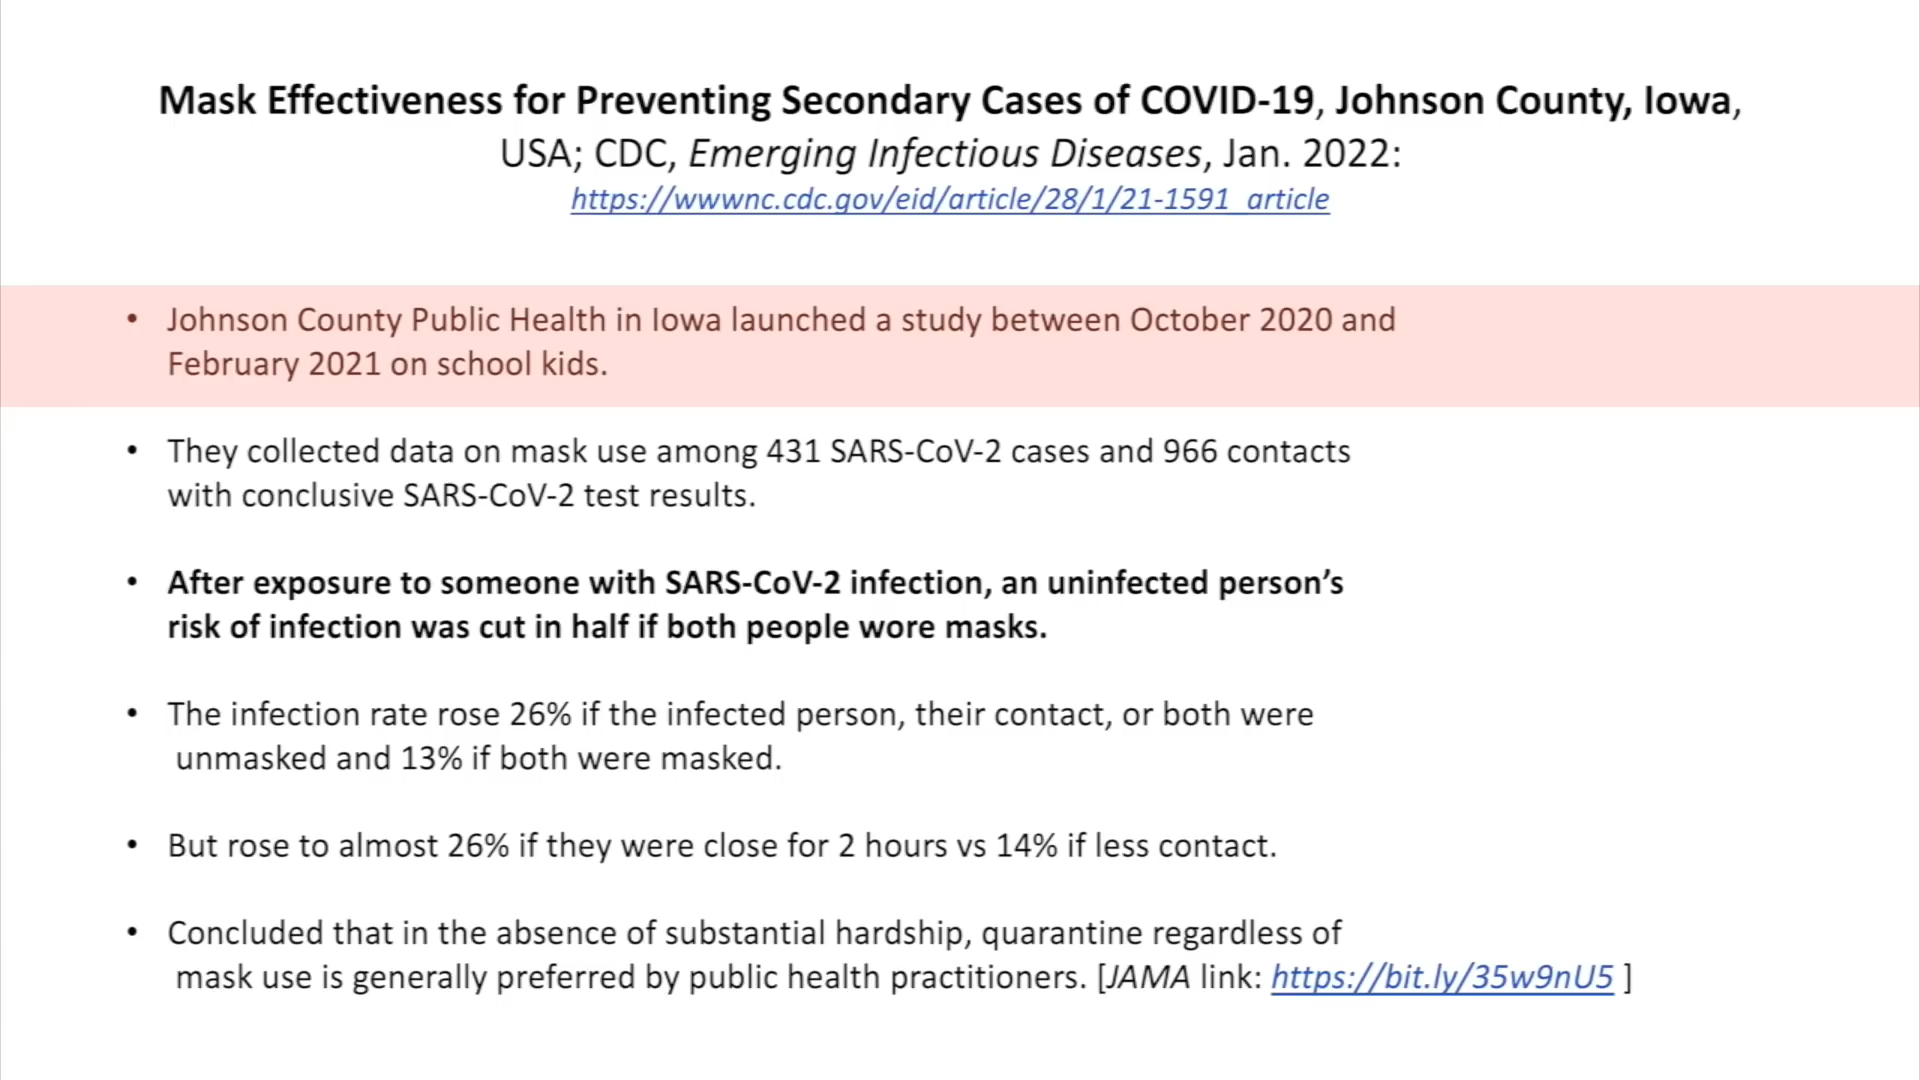 Mask Effectiveness for Preventing Secondary Cases of COVID-19, Johnson County, Iowa,
USA; CDC, Emerging Infectious Diseases, Jan. 2022:
https://wwwnc.cdc.gov/eid/article/28/1/21-1591_article
• Johnson County Public Health in Iowa launched a study between October 2020 and
February 2021 on school kids.
• They collected data on mask use among 431 SARS-CoV-2 cases and 966 contacts
with conclusive SARS-CoV-2 test results.
• After exposure to someone with SARS-CoV-2 infection, an uninfected person’s
risk of infection was cut in half if both people wore masks.
• The infection rate rose 26% if the infected person, their contact, or both were
unmasked and 13% if both were masked.
• But rose to almost 26% if they were close for 2 hours vs 14% if less contact.
• Concluded that in the absence of substantial hardship, quarantine regardless of
mask use is generally preferred by public health practitioners. [JAMA link: https://bit.ly/35w9nU5 ]